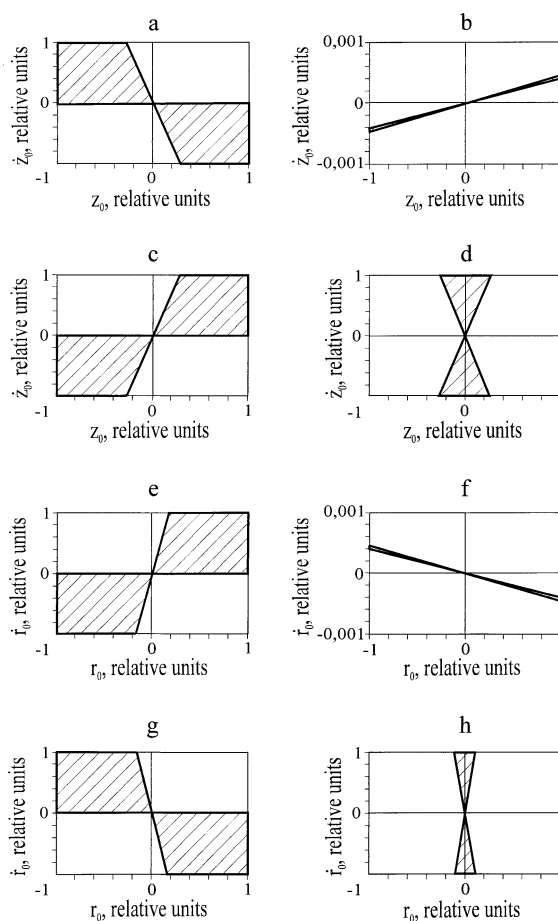 a
b
1
0
ż₀, relative units
-1
0
1
z₀, relative units
0,001
0
-0,001
ż₀, relative units
-1
0
z₀, relative units
c
d
1
0
ż₀, relative units
-1
0
1
z₀, relative units
1
0
ż₀, relative units
-1
0
z₀, relative units
e
f
1
0
ṙ₀, relative units
-1
0
1
r₀, relative units
0,001
0
-0,001
ṙ₀, relative units
-1
0
r₀, relative units
g
h
1
0
ṙ₀, relative units
-1
0
1
r₀, relative units
1
0
ṙ₀, relative units
-1
0
r₀, relative units